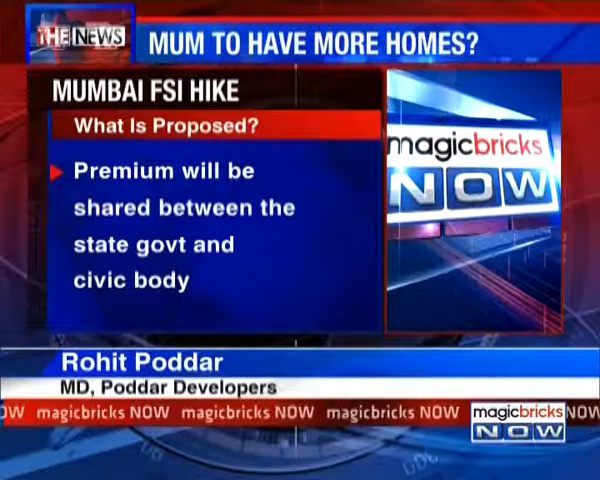 THE NEWS
MUM TO HAVE MORE HOMES?
MUMBAI FSI HIKE
What Is Proposed?
Premium will be
shared between the
state govt and
civic body
magicbricks
NOW
Rohit Poddar
MD, Poddar Developers
OW magicbricks NOW magicbricks NOW magicbricks NOW
magicbricks
NOW
NOW